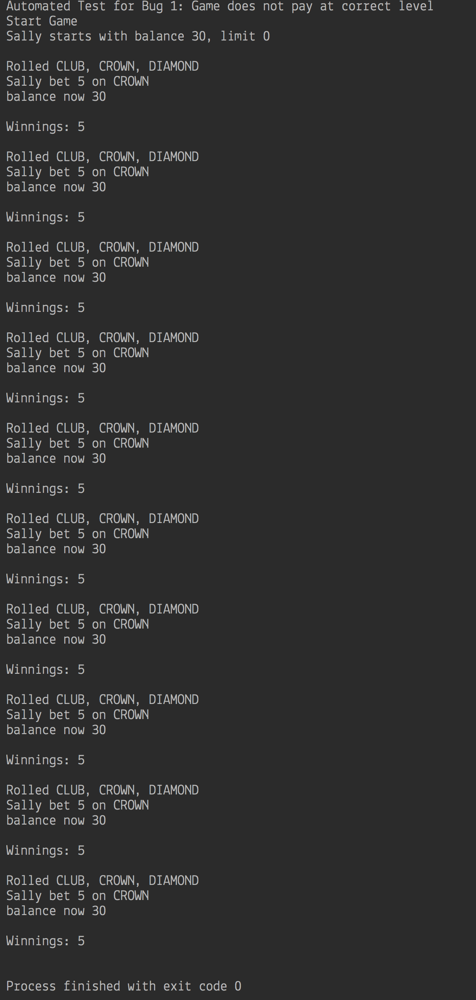 Automated Test for Bug 1: Game does not pay at correct level
Start Game
Sally starts with balance 30, limit 0
Rolled CLUB, CROWN, DIAMOND
Sally bet 5 on CROWN
balance now 30
Winnings: 5
Rolled CLUB, CROWN, DIAMOND
Sally bet 5 on CROWN
balance now 30
Winnings: 5
Rolled CLUB, CROWN, DIAMOND
Sally bet 5 on CROWN
balance now 30
Winnings: 5
Rolled CLUB, CROWN, DIAMOND
Sally bet 5 on CROWN
balance now 30
Winnings: 5
Rolled CLUB, CROWN, DIAMOND
Sally bet 5 on CROWN
balance now 30
Winnings: 5
Rolled CLUB, CROWN, DIAMOND
Sally bet 5 on CROWN
balance now 30
Winnings: 5
Rolled CLUB, CROWN, DIAMOND
Sally bet 5 on CROWN
balance now 30
Winnings: 5
Rolled CLUB, CROWN, DIAMOND
Sally bet 5 on CROWN
balance now 30
Winnings: 5
Rolled CLUB, CROWN, DIAMOND
Sally bet 5 on CROWN
balance now 30
Winnings: 5
Rolled CLUB, CROWN, DIAMOND
Sally bet 5 on CROWN
balance now 30
Winnings: 5
Process finished with exit code 0